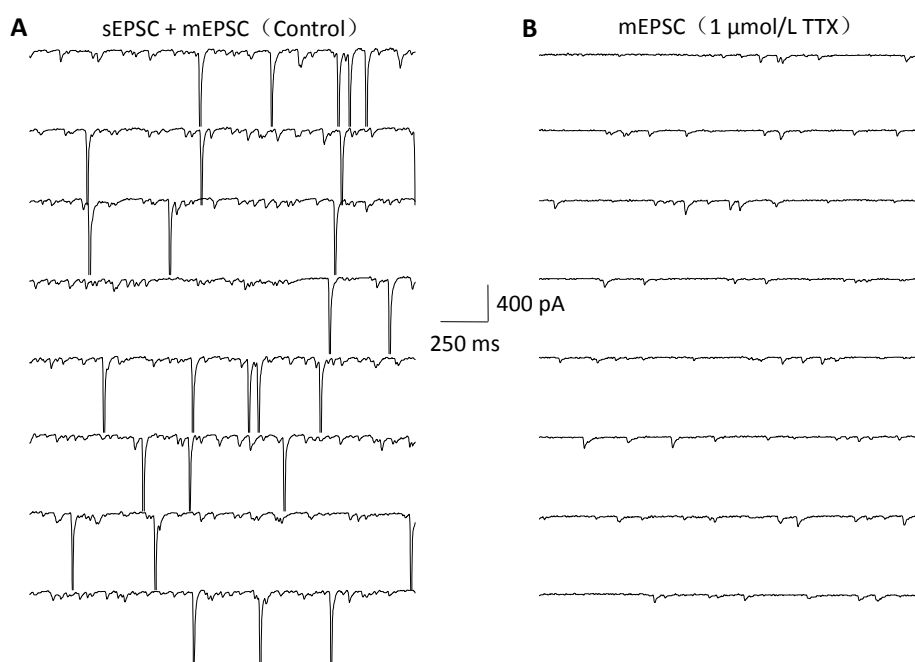 A sEPSC + mEPSC（Control）
B mEPSC（1 μmol/L TTX）
400 pA
250 ms